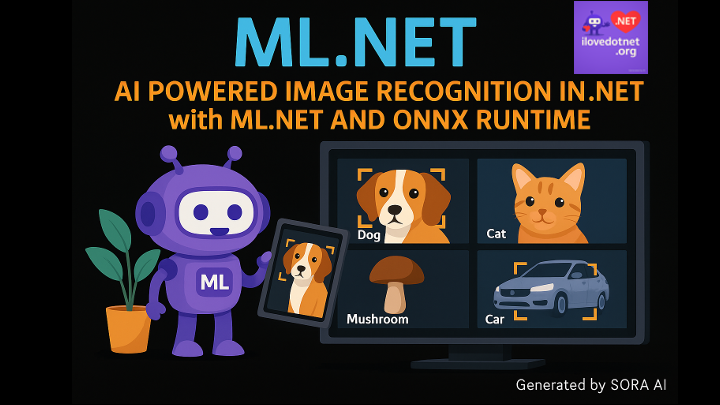 ML.NET
.NET
ilovedotnet
.org
AI POWERED IMAGE RECOGNITION IN .NET
with ML.NET AND ONNX RUNTIME
ML
Dog
Cat
Mushroom
Car
Generated by SORA AI